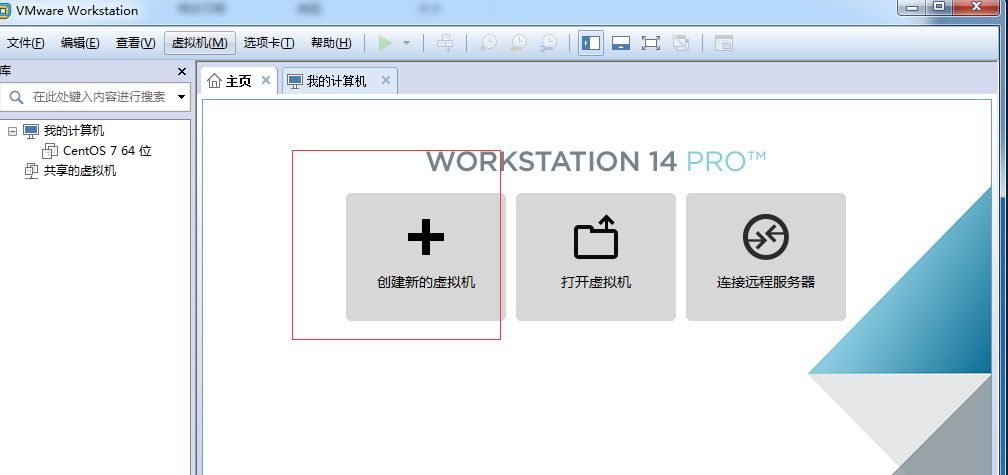 VMware Workstation
文件(F) 编辑(E) 查看(V) 虚拟机(M) 选项卡(T) 帮助(H)
库
在此处键入内容进行搜索
我的计算机
CentOS 7 64 位
共享的虚拟机
主页 我的计算机
WORKSTATION 14 PRO™
创建新的虚拟机 打开虚拟机 连接远程服务器